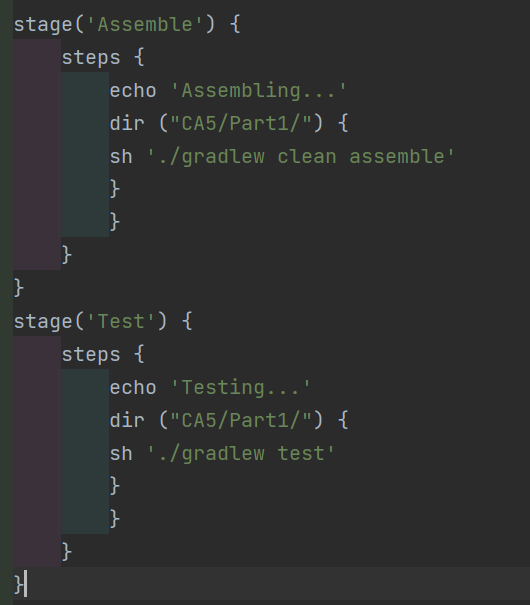 stage('Assemble') {
    steps {
        echo 'Assembling...'
        dir ("CA5/Part1/") {
        sh './gradlew clean assemble'
        }
        }
    }
}
stage('Test') {
    steps {
        echo 'Testing...'
        dir ("CA5/Part1/") {
        sh './gradlew test'
        }
        }
    }
}